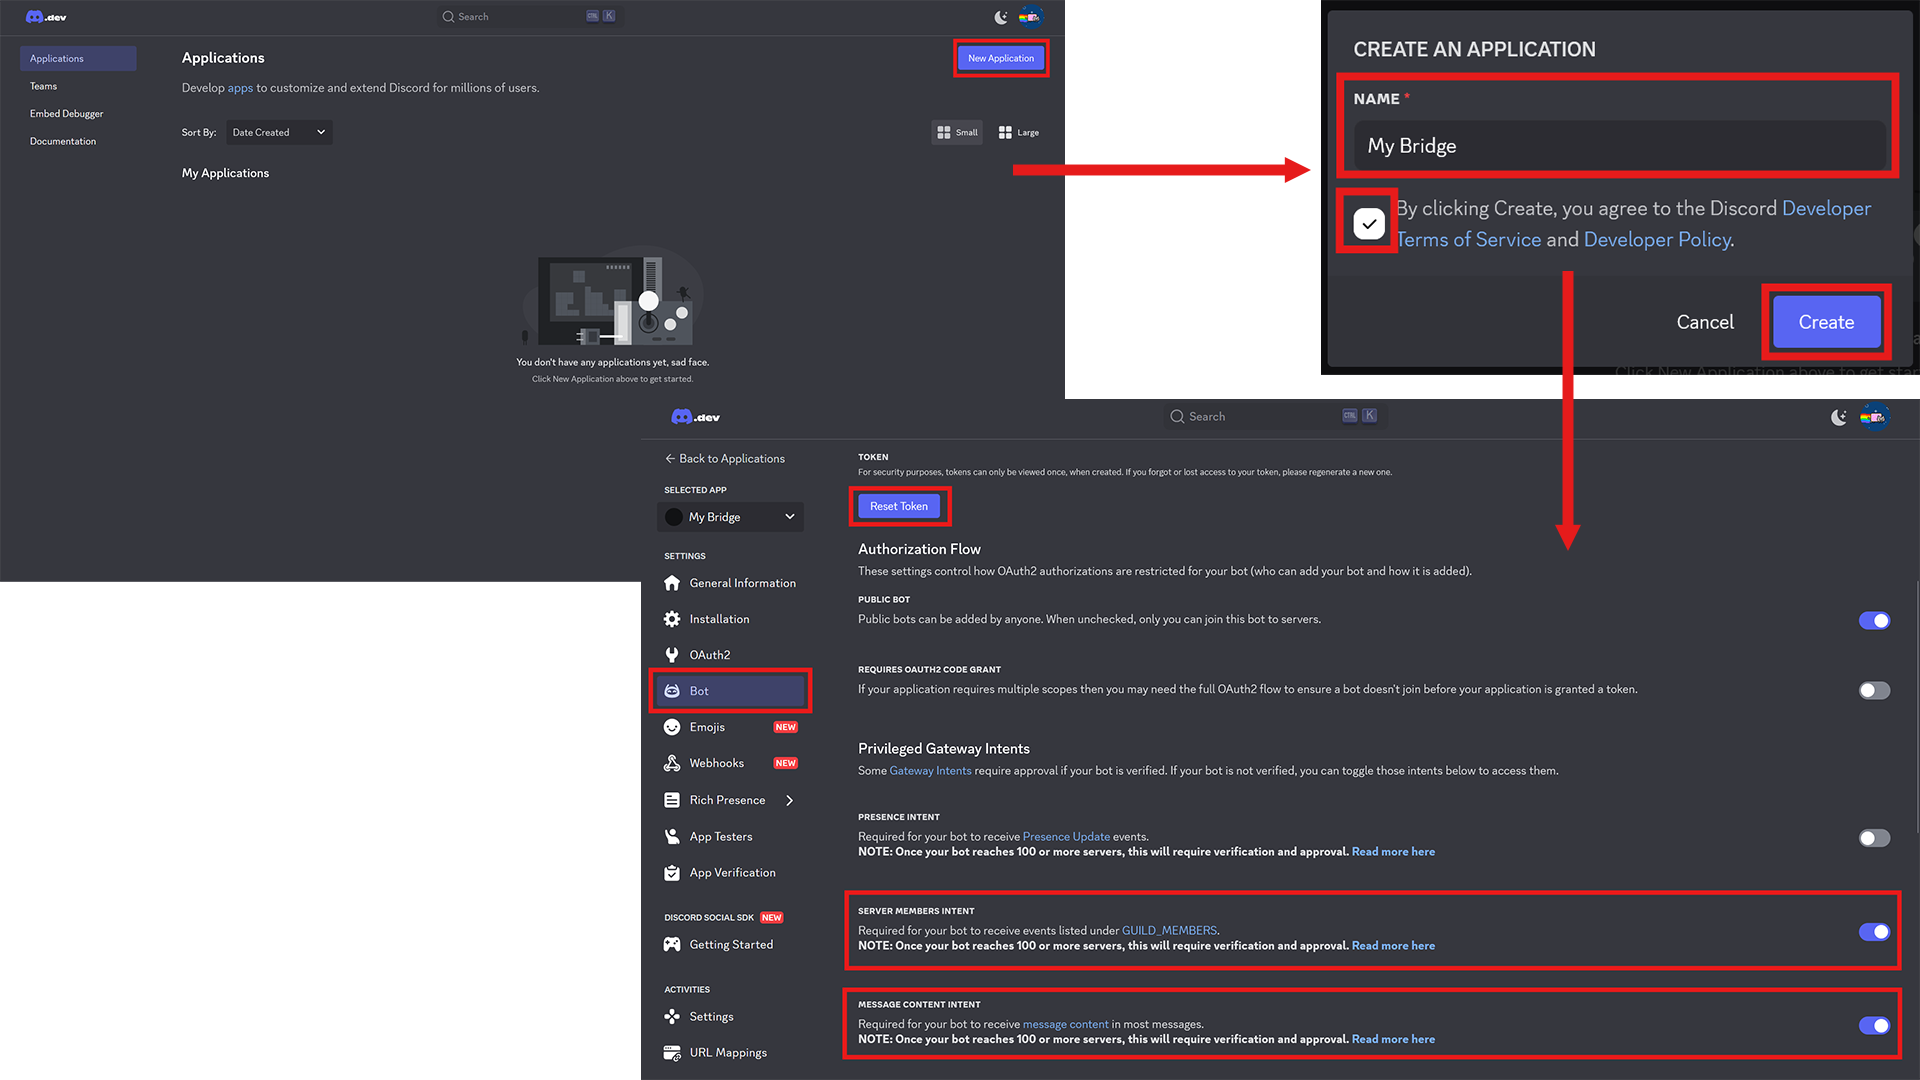 .dev
Search
CTRL K
Applications
Teams
Embed Debugger
Documentation
Applications
New Application
Develop apps to customize and extend Discord for millions of users.
Sort By: Date Created
Small
Large
My Applications
You don't have any applications yet, sad face.
Click New Application above to get started.
CREATE AN APPLICATION
NAME *
My Bridge
By clicking Create, you agree to the Discord Developer
Terms of Service and Developer Policy.
Cancel
Create
Click New Application above to get star
.dev
Search
CTRL K
Back to Applications
SELECTED APP
My Bridge
SETTINGS
General Information
Installation
OAuth2
Bot
Emojis NEW
Webhooks NEW
Rich Presence
App Testers
App Verification
DISCORD SOCIAL SDK NEW
Getting Started
ACTIVITIES
Settings
URL Mappings
TOKEN
For security purposes, tokens can only be viewed once, when created. If you forgot or lost access to your token, please regenerate a new one.
Reset Token
Authorization Flow
These settings control how OAuth2 authorizations are restricted for your bot (who can add your bot and how it is added).
PUBLIC BOT
Public bots can be added by anyone. When unchecked, only you can join this bot to servers.
REQUIRES OAUTH2 CODE GRANT
If your application requires multiple scopes then you may need the full OAuth2 flow to ensure a bot doesn't join before your application is granted a token.
Privileged Gateway Intents
Some Gateway Intents require approval if your bot is verified. If your bot is not verified, you can toggle those intents below to access them.
PRESENCE INTENT
Required for your bot to receive Presence Update events.
NOTE: Once your bot reaches 100 or more servers, this will require verification and approval. Read more here
SERVER MEMBERS INTENT
Required for your bot to receive events listed under GUILD_MEMBERS.
NOTE: Once your bot reaches 100 or more servers, this will require verification and approval. Read more here
MESSAGE CONTENT INTENT
Required for your bot to receive message content in most messages.
NOTE: Once your bot reaches 100 or more servers, this will require verification and approval. Read more here